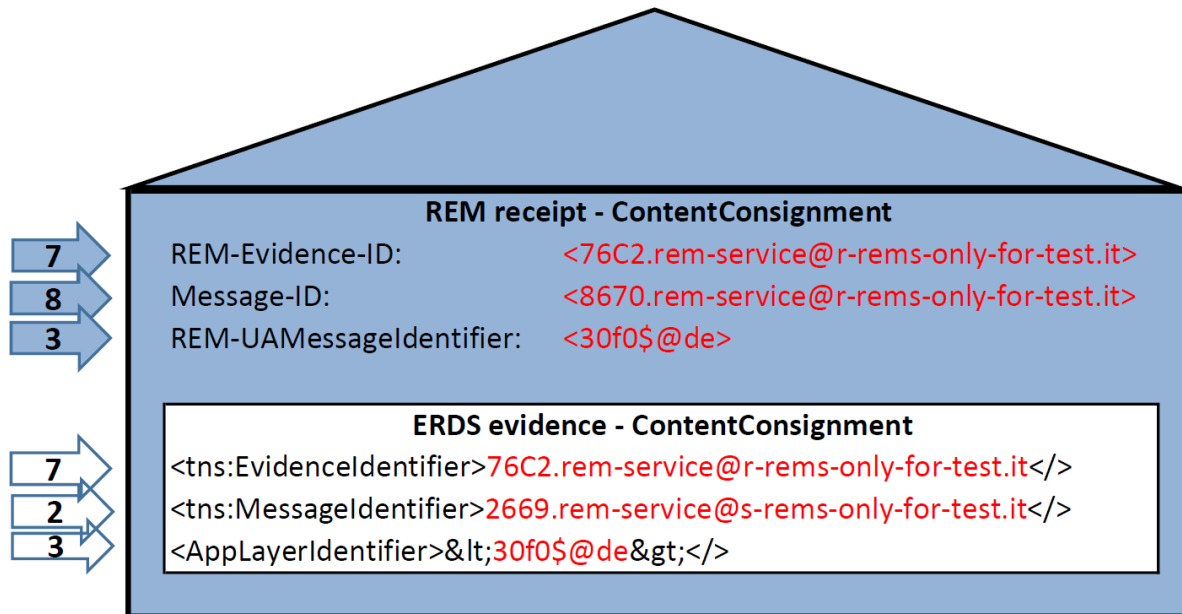 REM receipt - ContentConsignment
7 REM-Evidence-ID: <76C2.rem-service@r-rems-only-for-test.it>
8 Message-ID: <8670.rem-service@r-rems-only-for-test.it>
3 REM-UAMessageIdentifier: <30f0$@de>
ERDS evidence - ContentConsignment
7 <tns:EvidenceIdentifier>76C2.rem-service@r-rems-only-for-test.it</>
2 <tns:MessageIdentifier>2669.rem-service@s-rems-only-for-test.it</>
3 <AppLayerIdentifier>&lt;30f0$@de&gt;</>